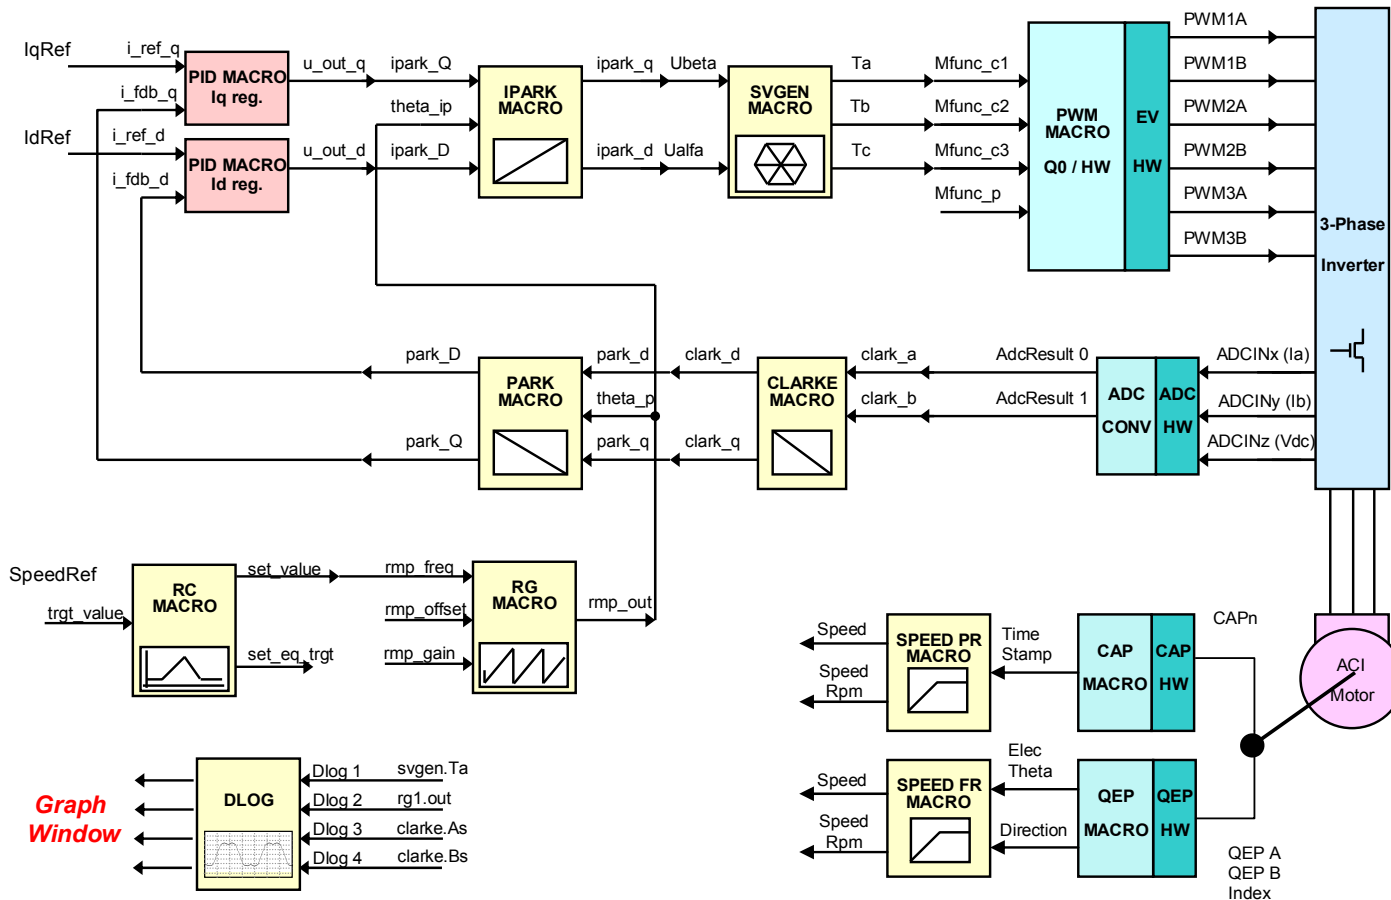 IqRef
i_ref_q
i_fdb_q
IdRef
i_ref_d
i_fdb_d
PID MACRO
Iq reg.
PID MACRO
Id reg.
u_out_q
u_out_d
ipark_Q
theta_ip
ipark_D
IPARK
MACRO
ipark_q
ipark_d
Ubeta
Ualfa
SVGEN
MACRO
Ta
Tb
Tc
Mfunc_c1
Mfunc_c2
Mfunc_c3
Mfunc_p
PWM
MACRO
Q0 / HW
EV
HW
PWM1A
PWM1B
PWM2A
PWM2B
PWM3A
PWM3B
3-Phase
Inverter
park_D
park_Q
PARK
MACRO
park_d
theta_p
park_q
clark_d
clark_q
CLARKE
MACRO
clark_a
clark_b
AdcResult 0
AdcResult 1
ADC
CONV
ADC
HW
ADCINx (Ia)
ADCINy (Ib)
ADCINz (Vdc)
SpeedRef
trgt_value
RC
MACRO
set_value
set_eq_trgt
rmp_freq
rmp_offset
rmp_gain
RG
MACRO
rmp_out
Speed
Speed
Rpm
SPEED PR
MACRO
Time
Stamp
CAP
MACRO
CAP
HW
CAPn
ACI
Motor
Graph
Window
DLOG
Dlog 1
Dlog 2
Dlog 3
Dlog 4
svgen.Ta
rg1.out
clarke.As
clarke.Bs
Speed
Speed
Rpm
SPEED FR
MACRO
Elec
Theta
Direction
QEP
MACRO
QEP
HW
QEP A
QEP B
Index